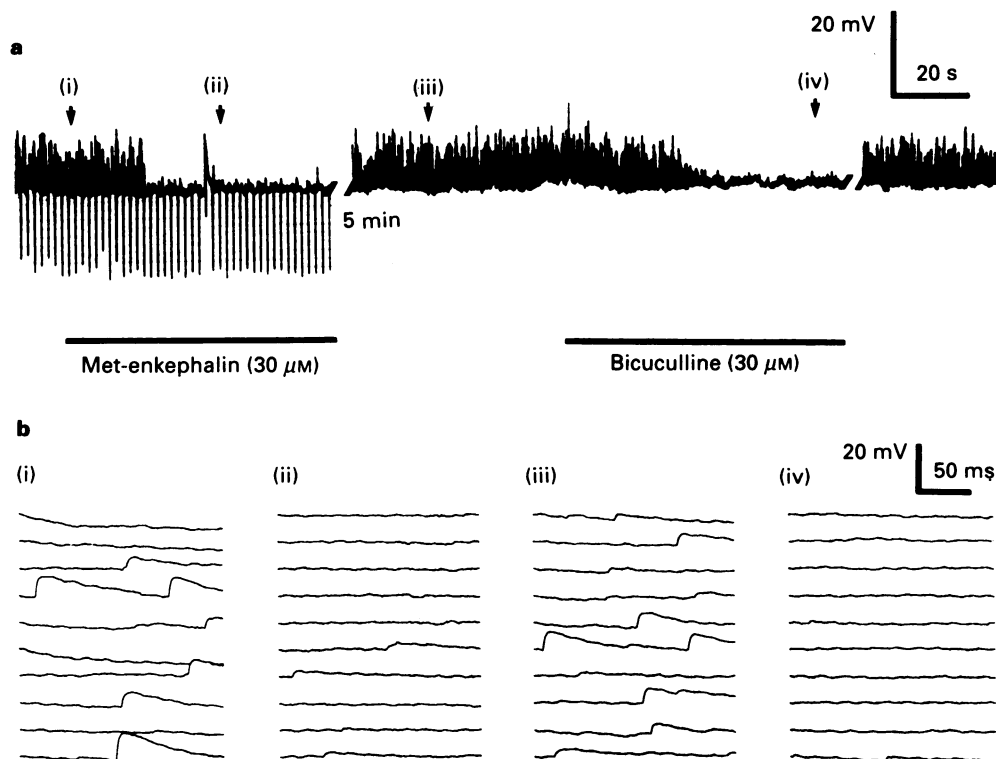 a
20 mV
20 s
(i)
(ii)
(iii)
(iv)
5 min
Met-enkephalin (30 μM)
Bicuculline (30 μM)
b
20 mV
50 ms
(i)
(ii)
(iii)
(iv)